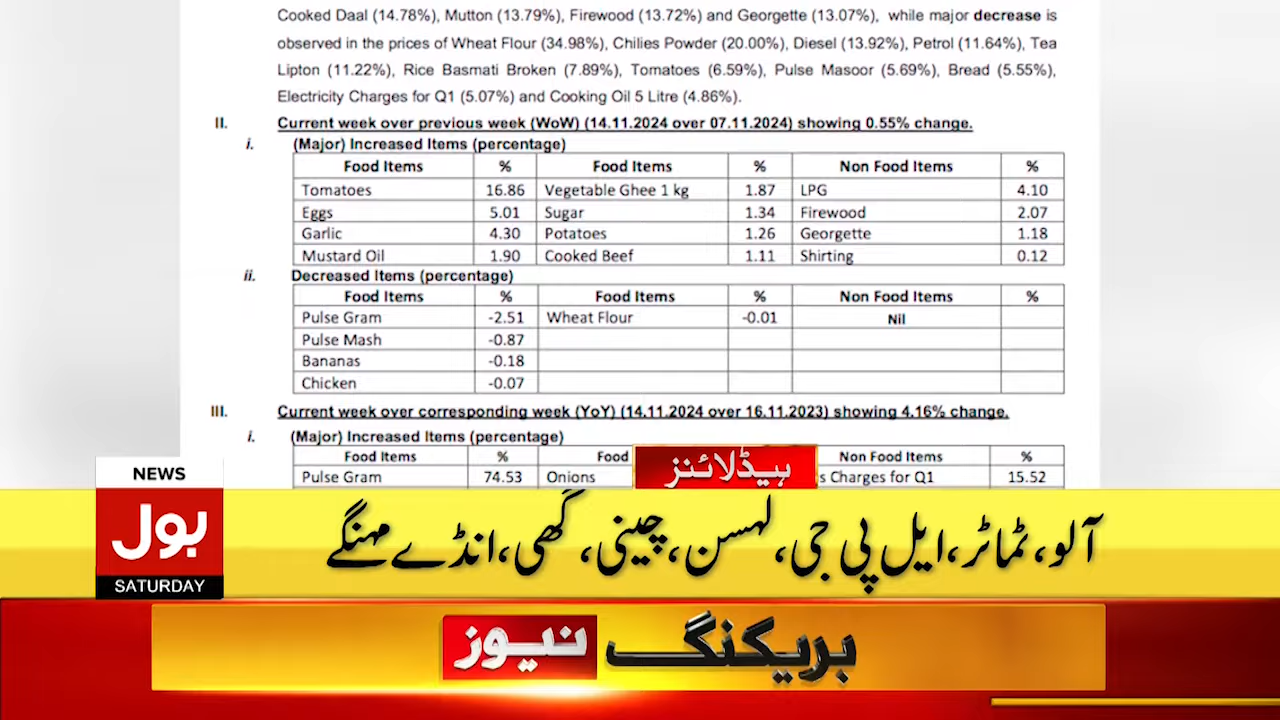 Cooked Daal (14.78%), Mutton (13.79%), Firewood (13.72%) and Georgette (13.07%), while major decrease is
observed in the prices of Wheat Flour (34.98%), Chilies Powder (20.00%), Diesel (13.92%), Petrol (11.64%), Tea
Lipton (11.22%), Rice Basmati Broken (7.89%), Tomatoes (6.59%), Pulse Masoor (5.69%), Bread (5.55%),
Electricity Charges for Q1 (5.07%) and Cooking Oil 5 Litre (4.86%).
II. Current week over previous week (WoW) (14.11.2024 over 07.11.2024) showing 0.55% change.
i. (Major) Increased Items (percentage)
Food Items % Food Items % Non Food Items %
Tomatoes 16.86 Vegetable Ghee 1 kg 1.87 LPG 4.10
Eggs 5.01 Sugar 1.34 Firewood 2.07
Garlic 4.30 Potatoes 1.26 Georgette 1.18
Mustard Oil 1.90 Cooked Beef 1.11 Shirting 0.12
ii. Decreased Items (percentage)
Food Items % Food Items % Non Food Items %
Pulse Gram -2.51 Wheat Flour -0.01 Nil
Pulse Mash -0.87
Bananas -0.18
Chicken -0.07
III. Current week over corresponding week (YoY) (14.11.2024 over 16.11.2023) showing 4.16% change.
i. (Major) Increased Items (percentage)
Food Items % Food Non Food Items %
Pulse Gram 74.53 Onions s Charges for Q1 15.52
ہیڈلائنز
NEWS
بول
SATURDAY
آلو، ٹماٹر، ایل پی جی، لہسن، چینی، گھی، انڈے مہنگے
بریکنگ نیوز